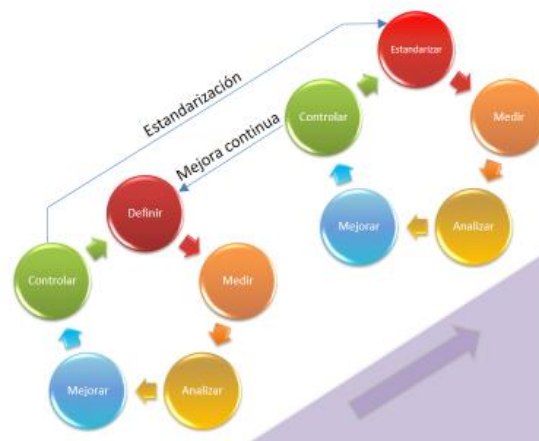 Estandarizar
Estandarización
Controlar
Medir
Mejora continua
Mejorar
Analizar
Definir
Controlar
Medir
Mejorar
Analizar